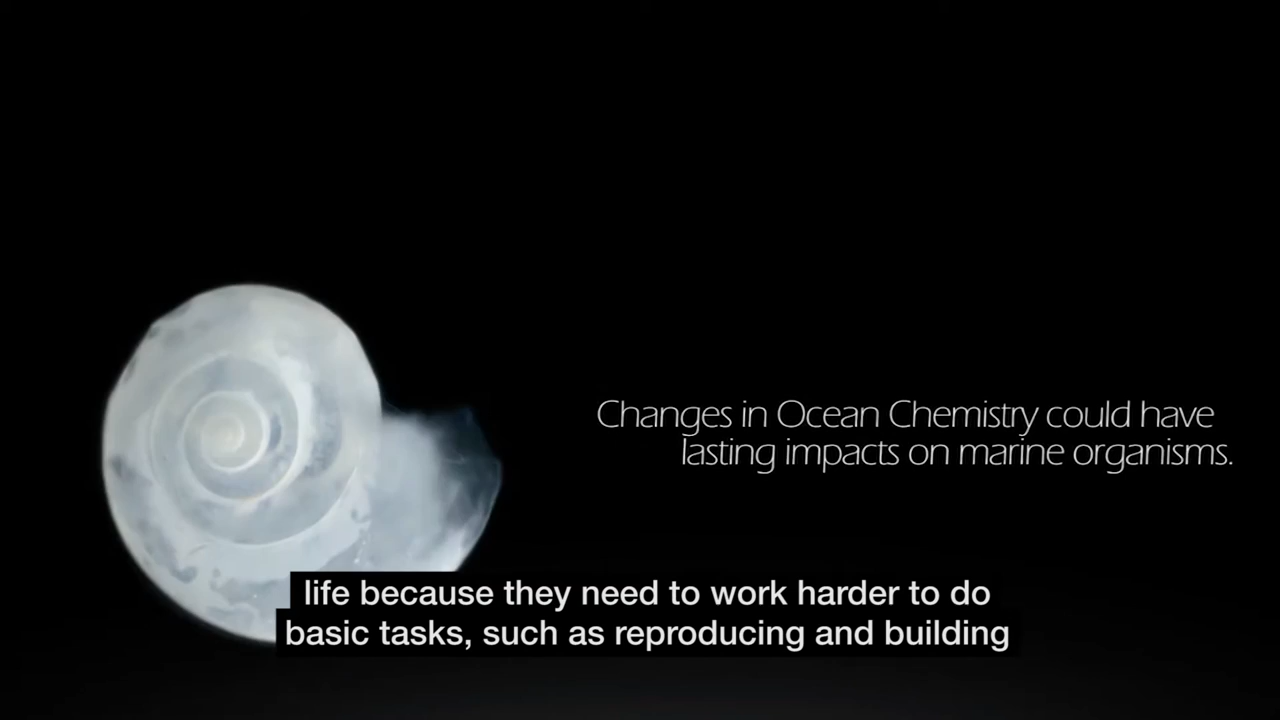 Changes in Ocean Chemistry could have
lasting impacts on marine organisms.
life because they need to work harder to do
basic tasks, such as reproducing and building